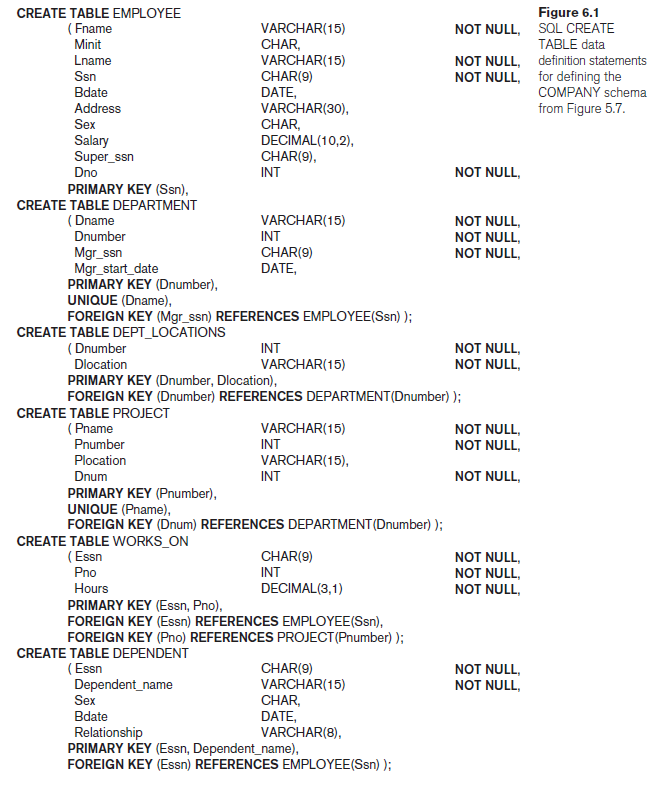 CREATE TABLE EMPLOYEE
( Fname VARCHAR(15) NOT NULL,
Minit CHAR,
Lname VARCHAR(15) NOT NULL,
Ssn CHAR(9) NOT NULL,
Bdate DATE,
Address VARCHAR(30),
Sex CHAR,
Salary DECIMAL(10,2),
Super_ssn CHAR(9),
Dno INT NOT NULL,
PRIMARY KEY (Ssn),
CREATE TABLE DEPARTMENT
( Dname VARCHAR(15) NOT NULL,
Dnumber INT NOT NULL,
Mgr_ssn CHAR(9) NOT NULL,
Mgr_start_date DATE,
PRIMARY KEY (Dnumber),
UNIQUE (Dname),
FOREIGN KEY (Mgr_ssn) REFERENCES EMPLOYEE(Ssn) );
CREATE TABLE DEPT_LOCATIONS
( Dnumber INT NOT NULL,
Dlocation VARCHAR(15) NOT NULL,
PRIMARY KEY (Dnumber, Dlocation),
FOREIGN KEY (Dnumber) REFERENCES DEPARTMENT(Dnumber) );
CREATE TABLE PROJECT
( Pname VARCHAR(15) NOT NULL,
Pnumber INT NOT NULL,
Plocation VARCHAR(15),
Dnum INT NOT NULL,
PRIMARY KEY (Pnumber),
UNIQUE (Pname),
FOREIGN KEY (Dnum) REFERENCES DEPARTMENT(Dnumber) );
CREATE TABLE WORKS_ON
( Essn CHAR(9) NOT NULL,
Pno INT NOT NULL,
Hours DECIMAL(3,1) NOT NULL,
PRIMARY KEY (Essn, Pno),
FOREIGN KEY (Essn) REFERENCES EMPLOYEE(Ssn),
FOREIGN KEY (Pno) REFERENCES PROJECT(Pnumber) );
CREATE TABLE DEPENDENT
( Essn CHAR(9) NOT NULL,
Dependent_name VARCHAR(15) NOT NULL,
Sex CHAR,
Bdate DATE,
Relationship VARCHAR(8),
PRIMARY KEY (Essn, Dependent_name),
FOREIGN KEY (Essn) REFERENCES EMPLOYEE(Ssn) );
Figure 6.1
SQL CREATE
TABLE data
definition statements
for defining the
COMPANY schema
from Figure 5.7.